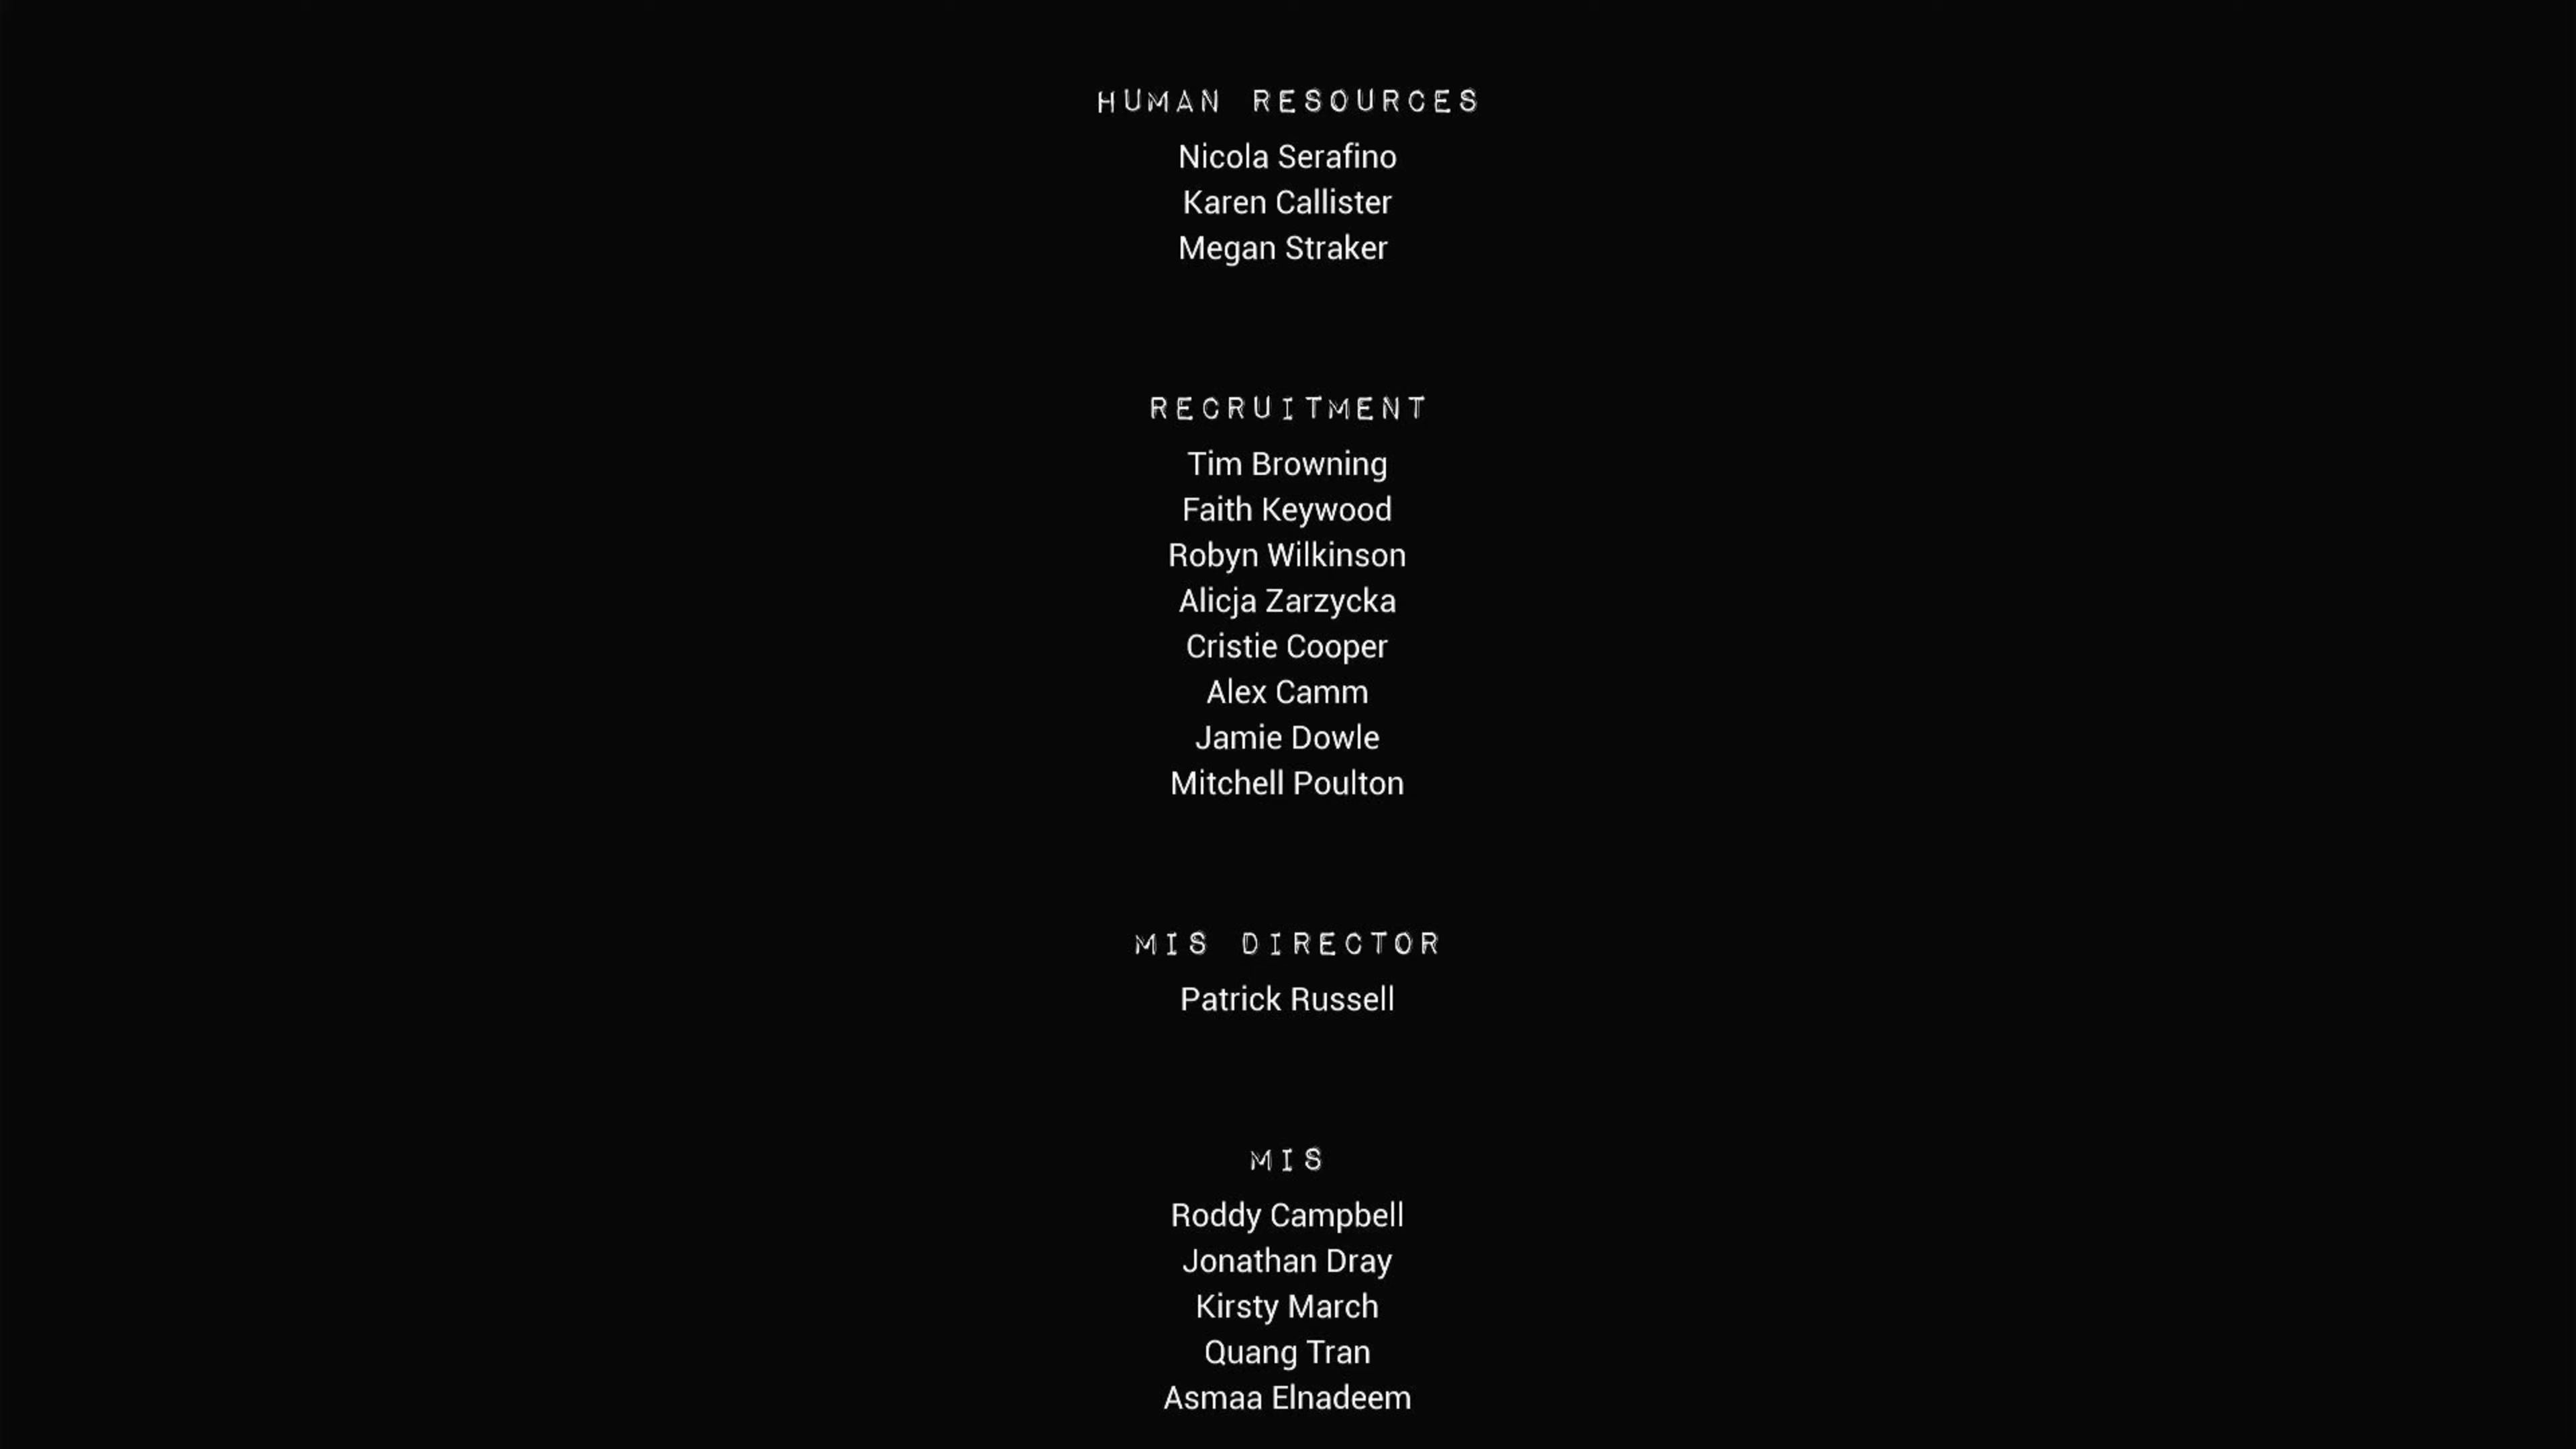 HUMAN RESOURCES
Nicola Serafino
Karen Callister
Megan Straker
RECRUITMENT
Tim Browning
Faith Keywood
Robyn Wilkinson
Alicja Zarzycka
Cristie Cooper
Alex Camm
Jamie Dowle
Mitchell Poulton
MIS DIRECTOR
Patrick Russell
MIS
Roddy Campbell
Jonathan Dray
Kirsty March
Quang Tran
Asmaa Elnadeem